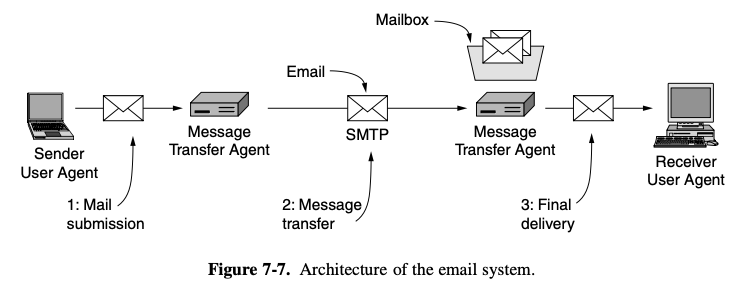 Mailbox
Email
SMTP
Sender
User Agent
Message
Transfer Agent
Message
Transfer Agent
Receiver
User Agent
1: Mail
submission
2: Message
transfer
3: Final
delivery
Figure 7-7. Architecture of the email system.